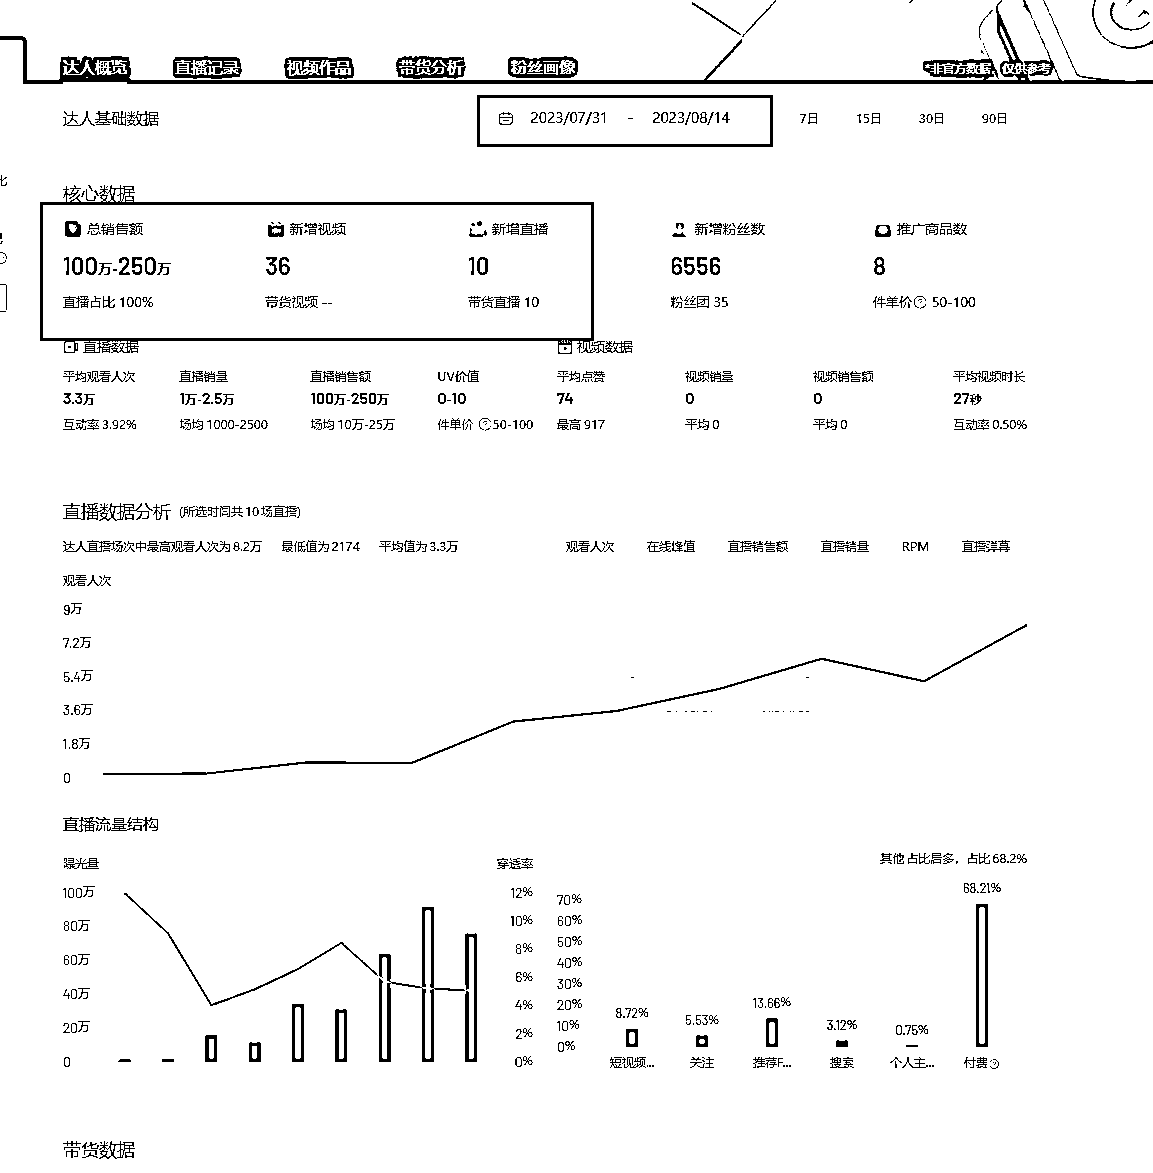 达人概览 直播记录 视频作品 带货分析 粉丝画像 *非官方数据,仅供参考
达人基础数据 2023/07/31 - 2023/08/14 7日 15日 30日 90日
核心数据
总销售额 新增视频 新增直播 新增粉丝数 推广商品数
100万-250万 36 10 6556 8
直播占比 100% 带货视频 -- 带货直播 10 粉丝团 35 件单价 50-100
直播数据 视频数据
平均观看人次 直播销量 直播销售额 UV价值 平均点赞 视频销量 视频销售额 平均视频时长
3.3万 1万-2.5万 100万-250万 0-10 74 0 0 27秒
互动率 3.92% 场均 1000-2500 场均 10万-25万 件单价 50-100 最高 917 平均 0 平均 0 互动率 0.50%
直播数据分析 (所选时间共10场直播)
达人直播场次中最高观看人次为8.2万 最低值为2174 平均值为3.3万 观看人次 在线峰值 直播销售额 直播销量 RPM 直播弹幕
观看人次
9万
7.2万
5.4万
3.6万
1.8万
0
直播流量结构
曝光量 穿透率 其他占比居多，占比68.2%
100万 12% 70% 68.21%
80万 10% 60%
60万 8% 50%
40万 6% 40%
20万 4% 30%
0 2% 20%
0% 10%
0%
8.72% 5.53% 13.66% 3.12% 0.75%
短视频... 关注 推荐F... 搜索 个人主... 付费
带货数据